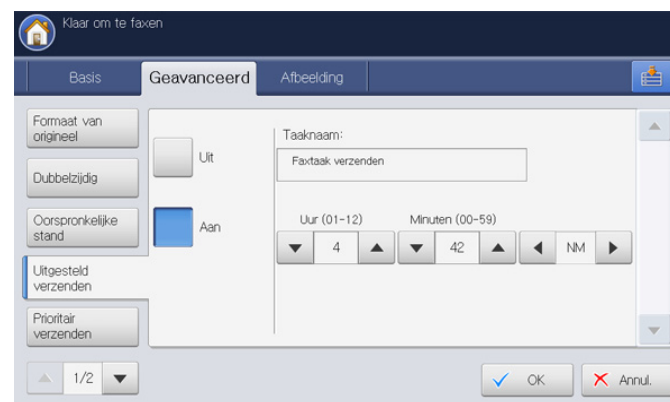 Klaar om te faxen
Basis
Geavanceerd
Afbeelding
Formaat van
origineel
Dubbelzijdig
Oorspronkelijke
stand
Uitgesteld
verzenden
Prioritair
verzenden
1/2
Uit
Aan
Taaknaam:
Faxtaak verzenden
Uur (01-12) Minuten (00-59)
4 42 NM
OK Annul.